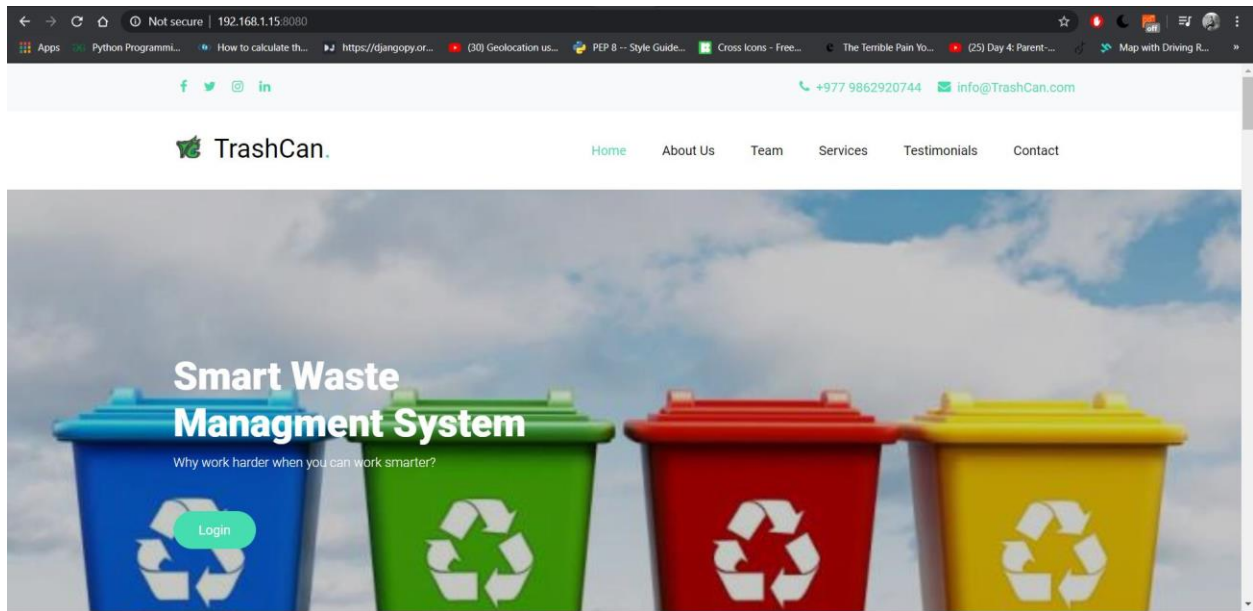 Not secure | 192.168.1.15:8080
Apps Python Programmi... How to calculate th... https://djangopy.or... (30) Geolocation us... PEP 8 -- Style Guide... Cross Icons - Free... The Terrible Pain Yo... (25) Day 4: Parent-... Map with Driving R... »
off
+977 9862920744 info@TrashCan.com
TrashCan.
Home About Us Team Services Testimonials Contact
Smart Waste
Managment System
Why work harder when you can work smarter?
Login